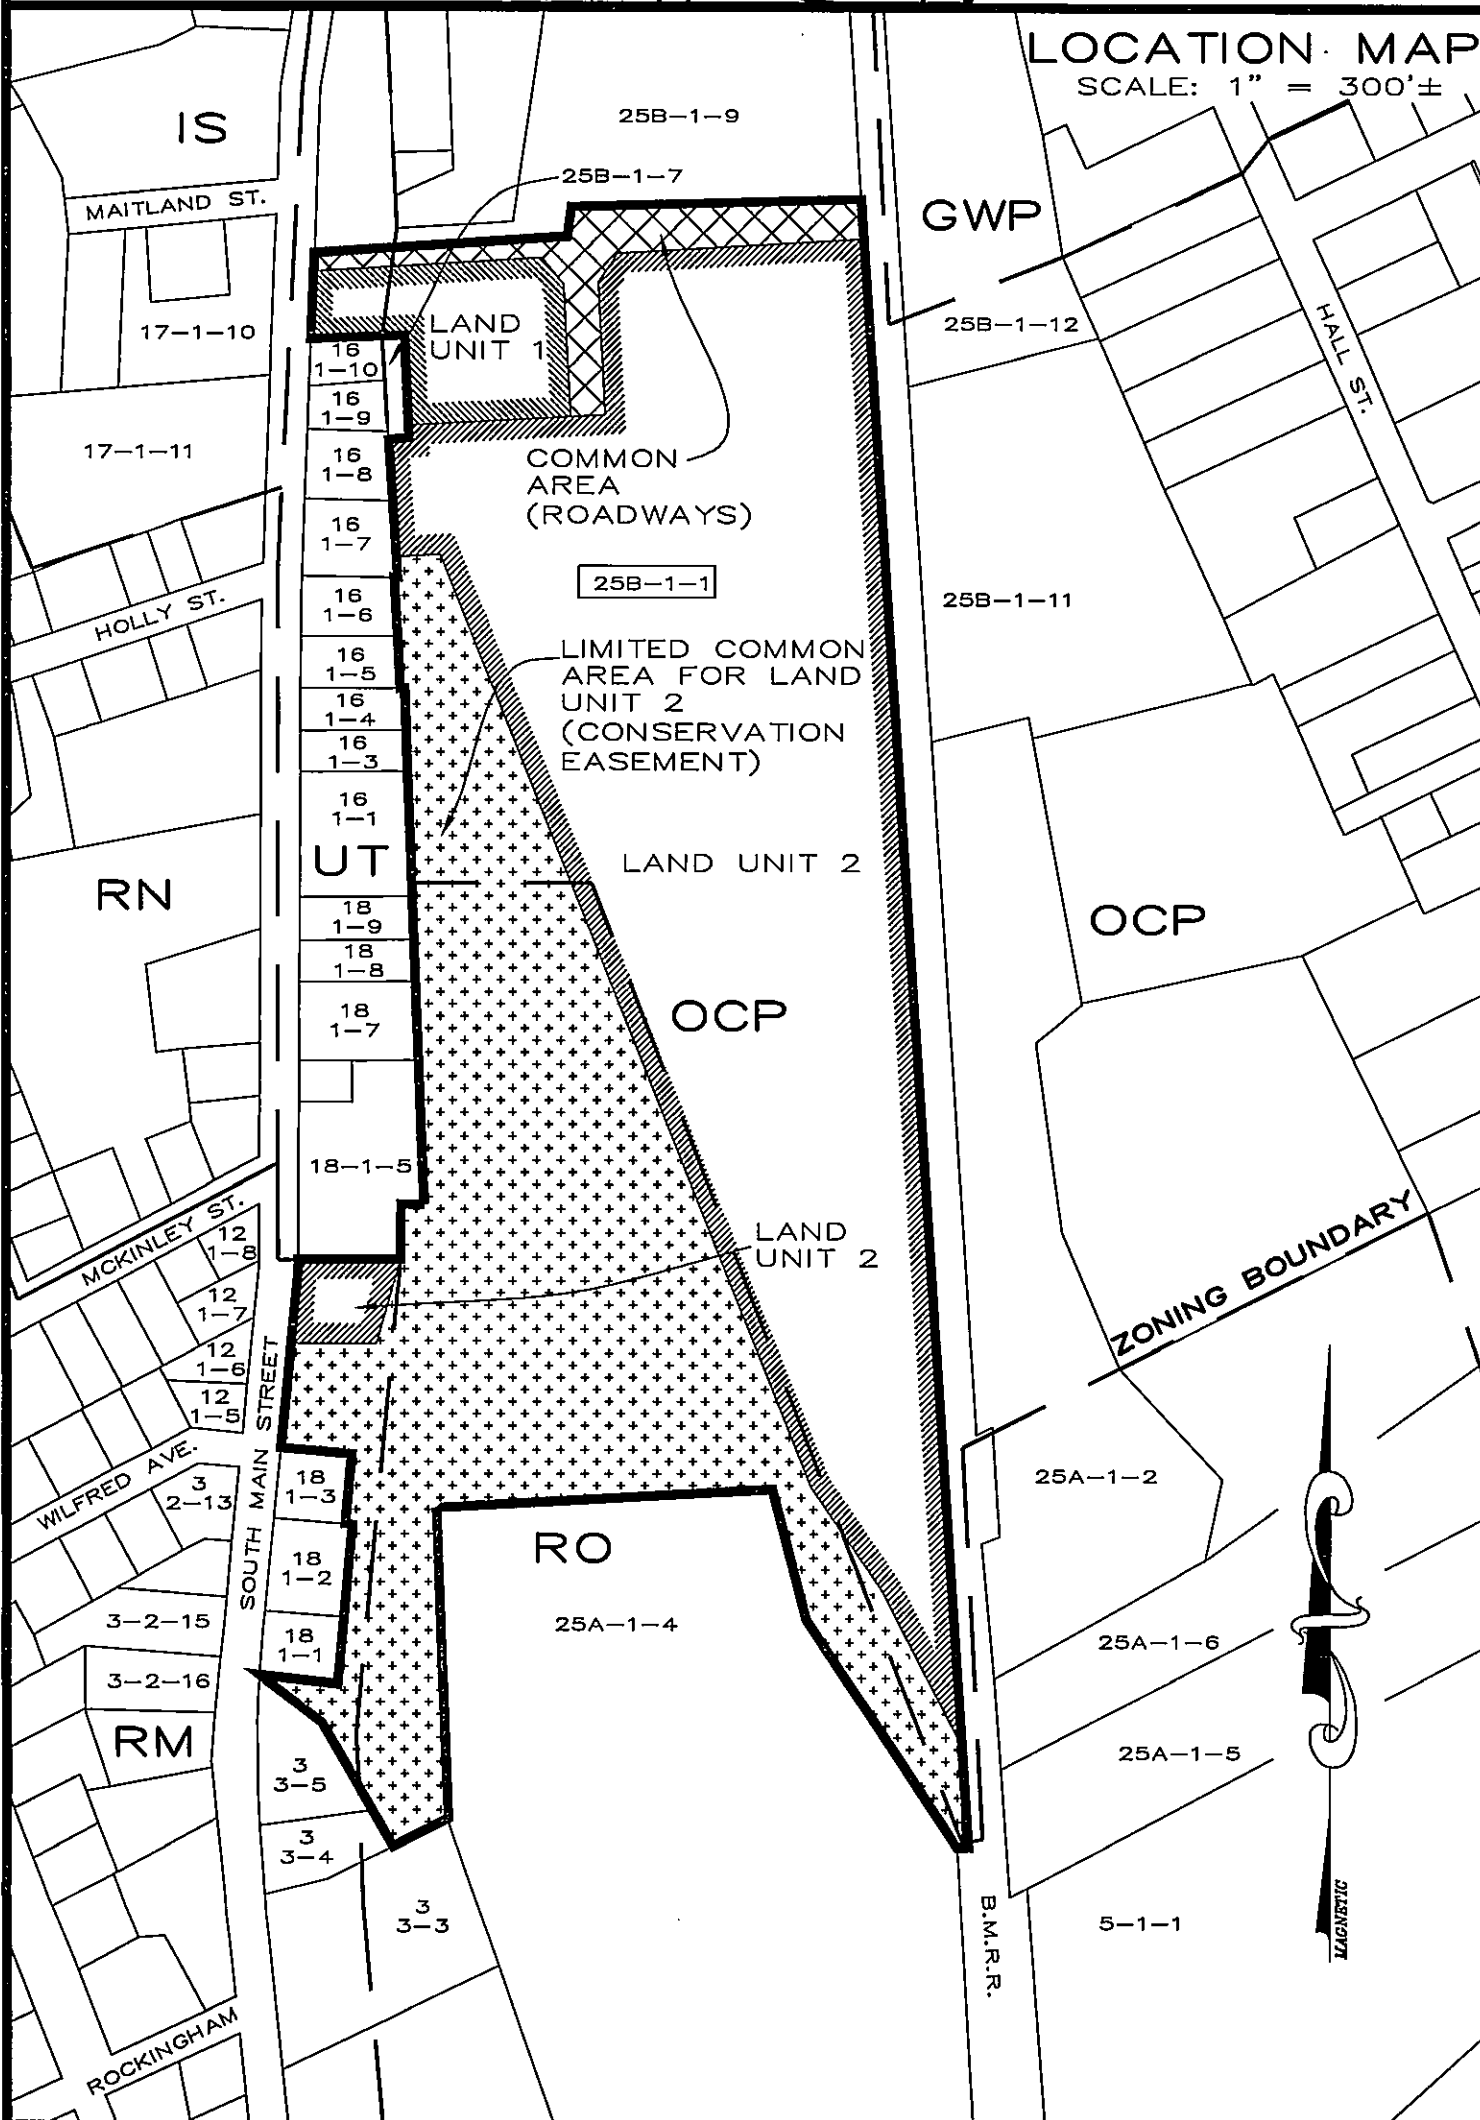 LOCATION MAP
SCALE: 1" = 300'±
25B-1-9
IS
25B-1-7
MAITLAND ST.
GWP
17-1-10
LAND
UNIT 1
25B-1-12
HALL ST.
16
1-10
16
1-9
17-1-11
16
1-8
COMMON
AREA
(ROADWAYS)
16
1-7
25B-1-1
HOLLY ST.
16
1-6
25B-1-11
16
1-5
LIMITED COMMON
AREA FOR LAND
UNIT 2
(CONSERVATION
EASEMENT)
16
1-4
16
1-3
16
1-1
UT
LAND UNIT 2
RN
18
1-9
OCP
18
1-8
18
1-7
OCP
18-1-5
MCKINLEY ST.
12
1-8
LAND
UNIT 2
ZONING BOUNDARY
12
1-7
12
1-6
12
1-5
SOUTH MAIN STREET
WILFRED AVE.
3
2-13
18
1-3
25A-1-2
RO
18
1-2
3-2-15
25A-1-4
18
1-1
25A-1-6
3-2-16
RM
25A-1-5
3
3-5
3
3-4
3
3-3
B.M.R.R.
5-1-1
MAGNETIC
ROCKINGHAM